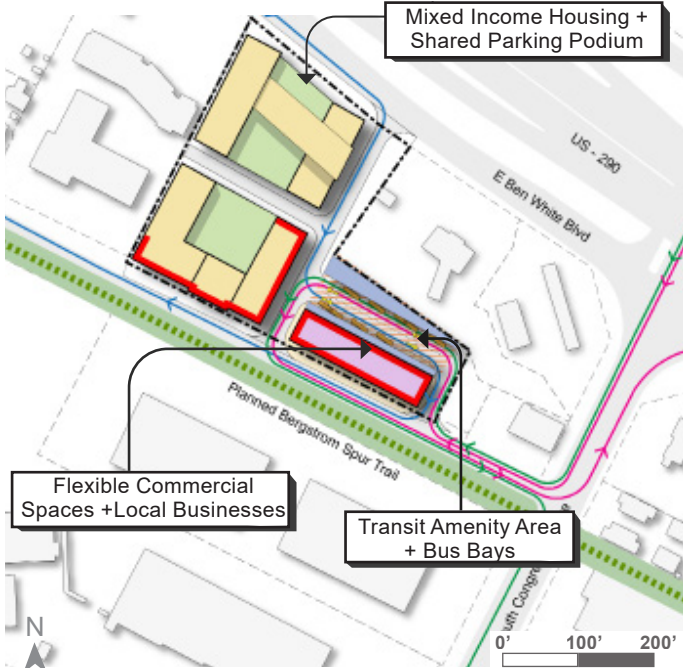 Mixed Income Housing +
Shared Parking Podium
US - 290
E Ben White Blvd
Planned Bergstrom Spur Trail
Flexible Commercial
Spaces +Local Businesses
Transit Amenity Area
+ Bus Bays
N
0' 100' 200'